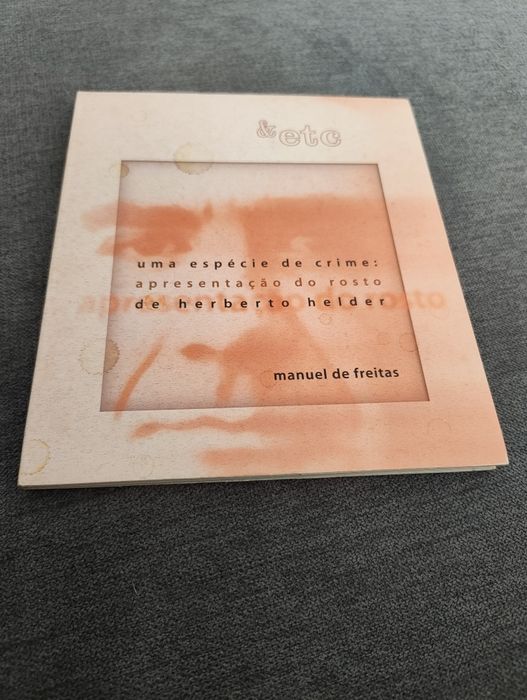 & etc
uma espécie de crime:
apresentação do rosto
de herberto helder
manuel de freitas